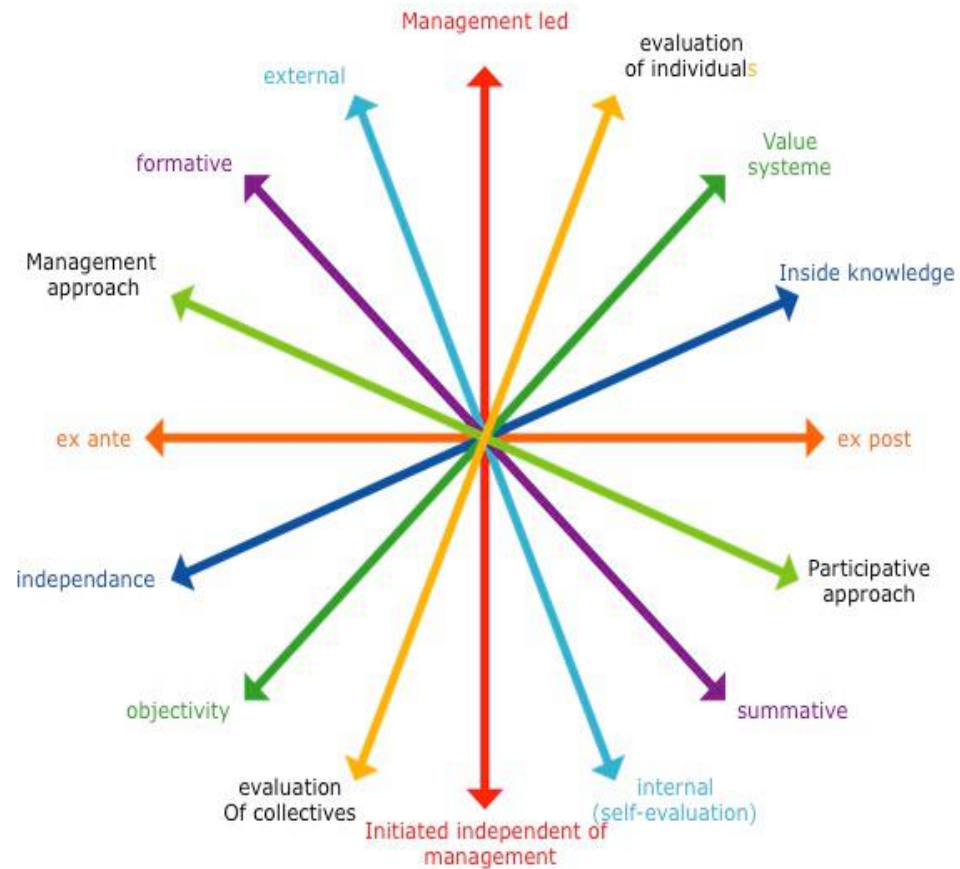 Management led
evaluation
of individuals
external
Value
systeme
formative
Management
approach
Inside knowledge
ex ante
ex post
independance
Participative
approach
objectivity
summative
evaluation
Of collectives
internal
(self-evaluation)
Initiated independent of
management